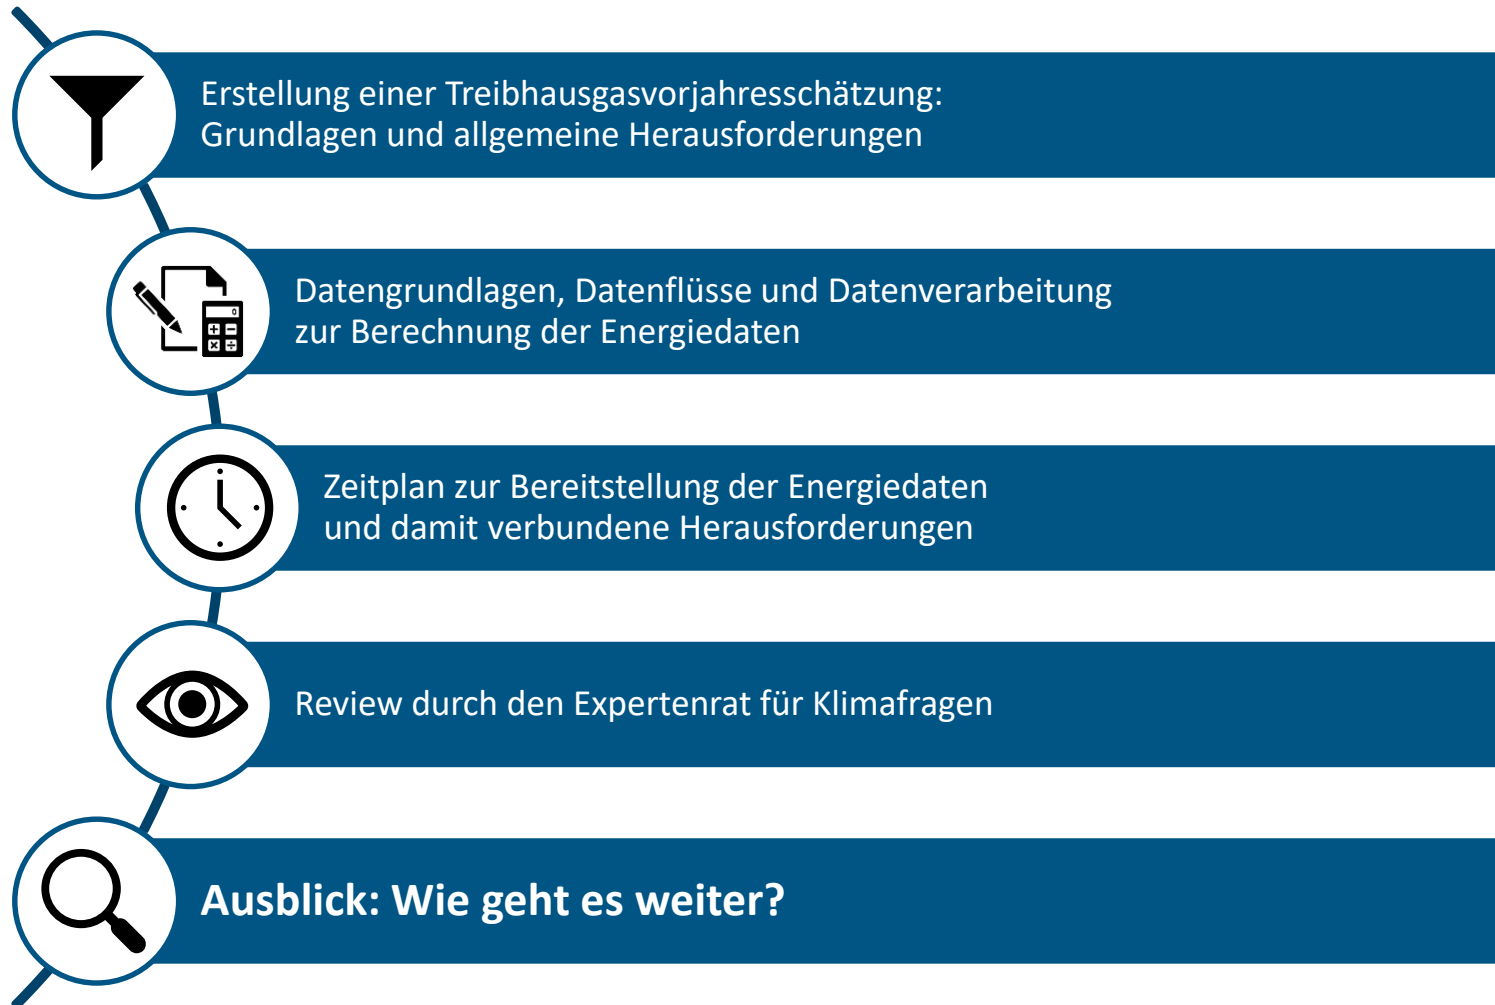 Erstellung einer Treibhausgasvorjahresschätzung:
Grundlagen und allgemeine Herausforderungen
Datengrundlagen, Datenflüsse und Datenverarbeitung
zur Berechnung der Energiedaten
Zeitplan zur Bereitstellung der Energiedaten
und damit verbundene Herausforderungen
Review durch den Expertenrat für Klimafragen
Ausblick: Wie geht es weiter?